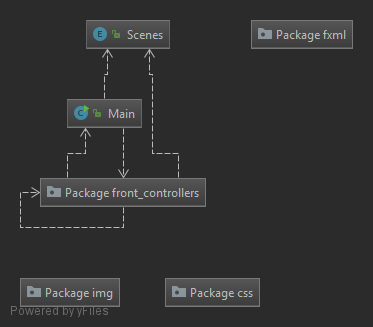 E Scenes
Package fxml
C Main
Package front_controllers
Package img
Package css
Powered by yFiles